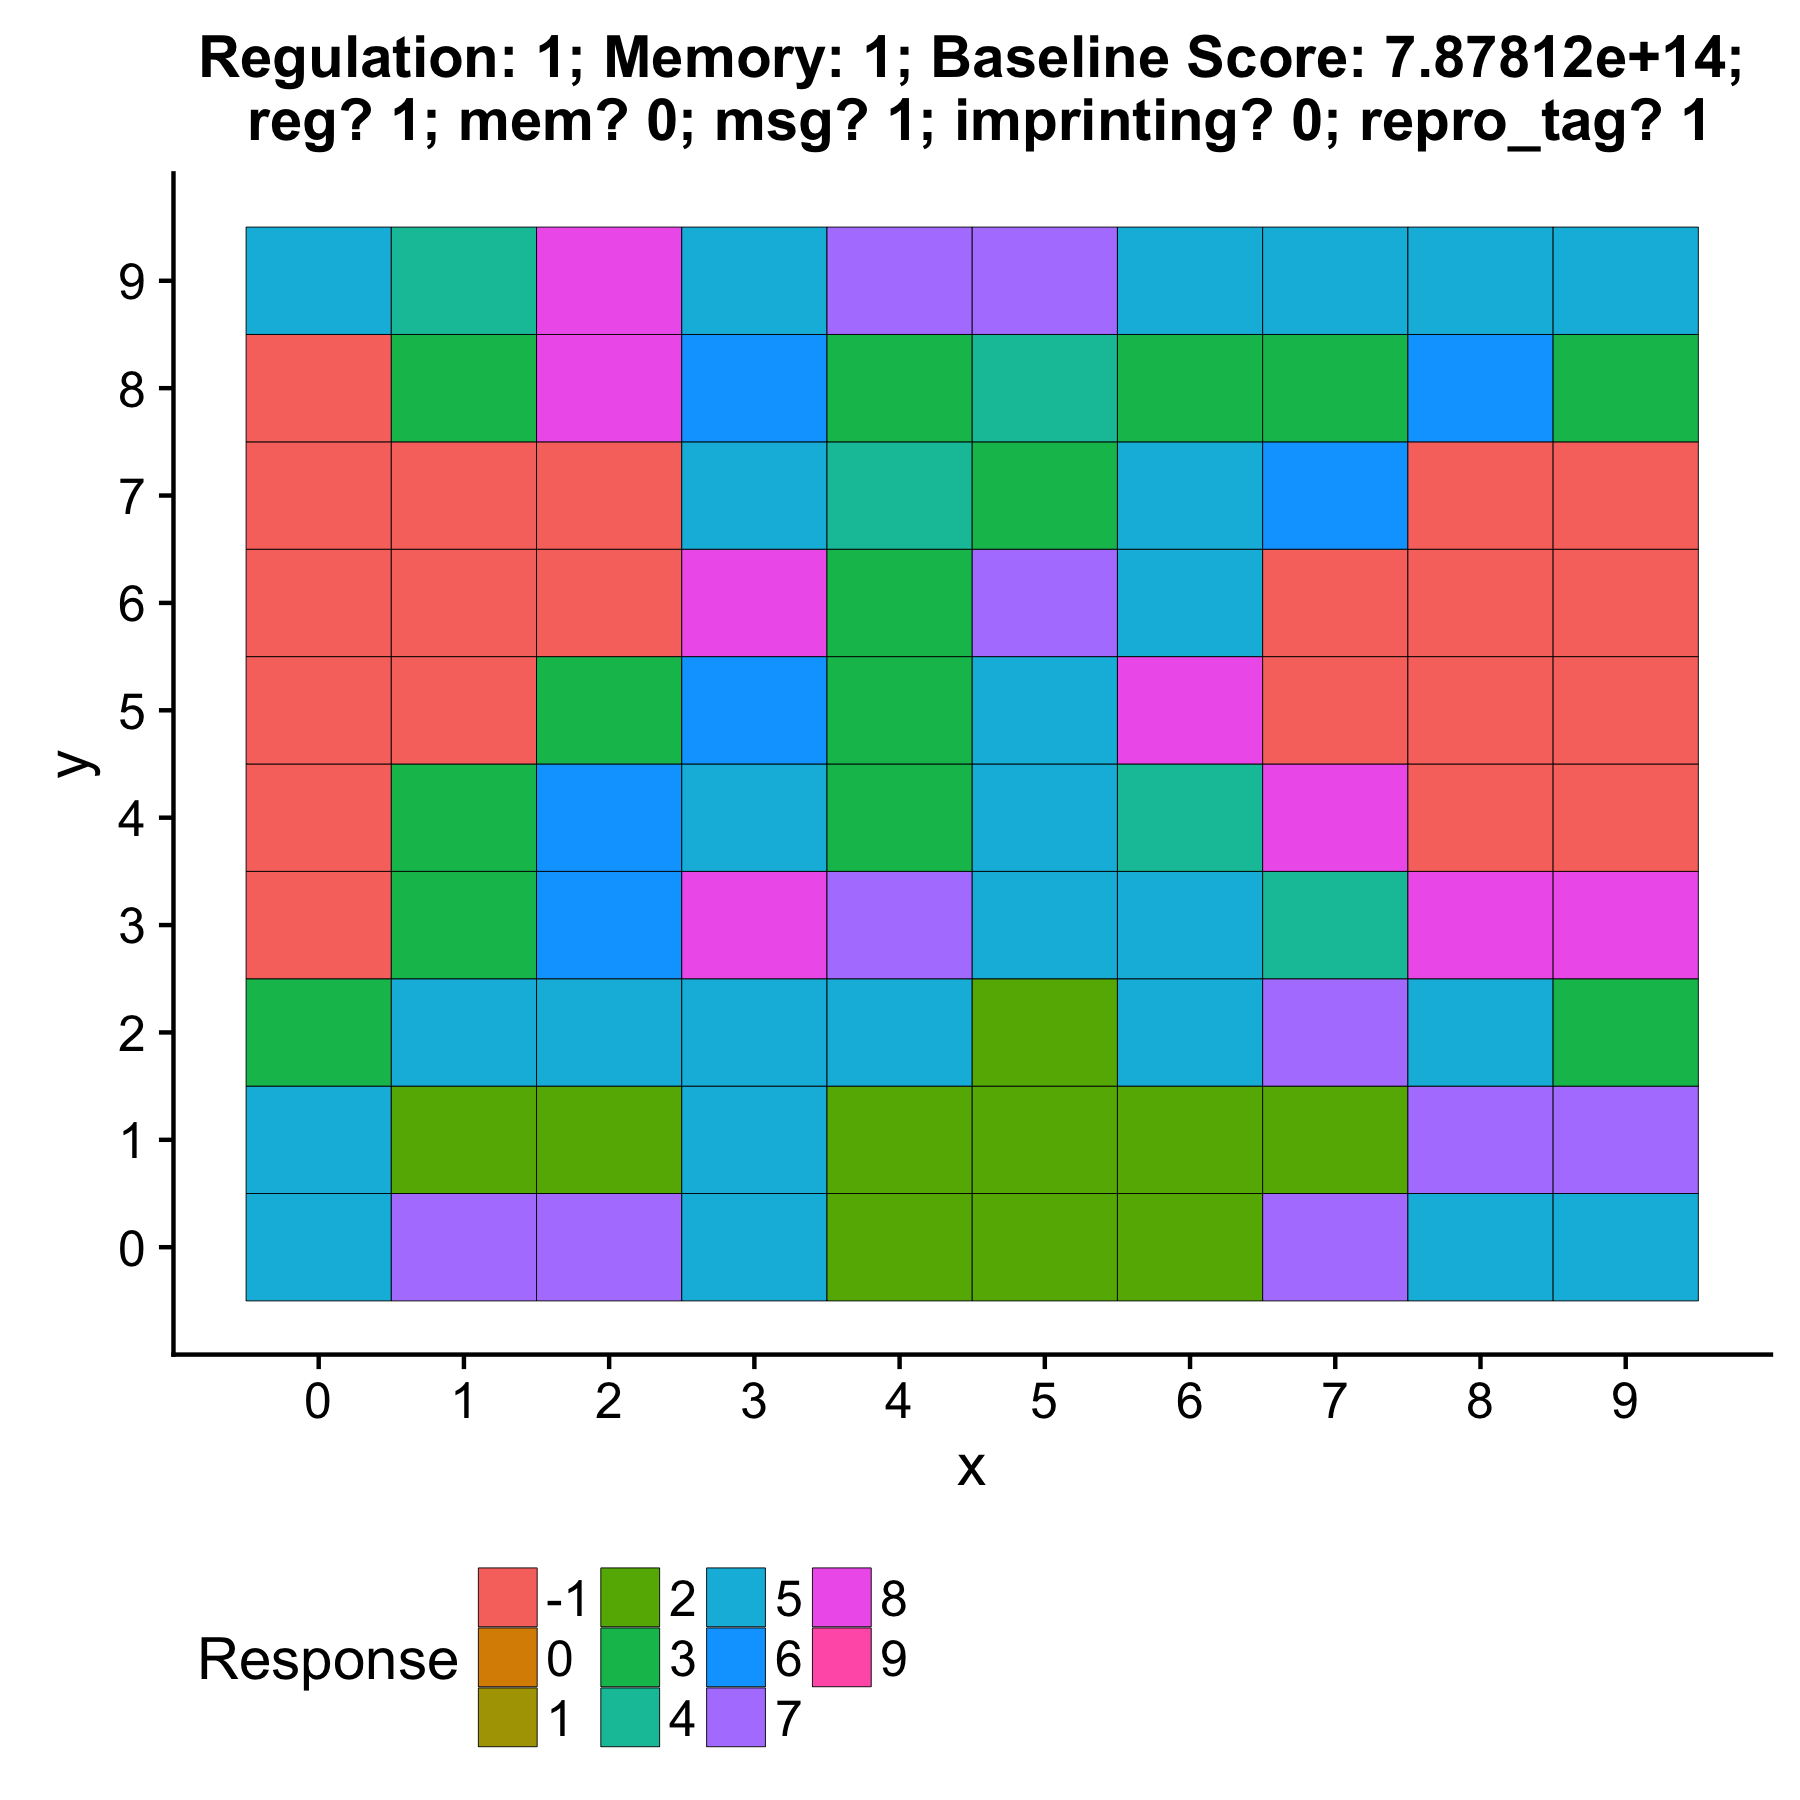 Regulation: 1; Memory: 1; Baseline Score: 7.87812e+14;
reg? 1; mem? 0; msg? 1; imprinting? 0; repro_tag? 1
9
8
7
6
5
4
3
2
1
0
y
0 1 2 3 4 5 6 7 8 9
x
Response
-1 2 5 8
0 3 6 9
1 4 7